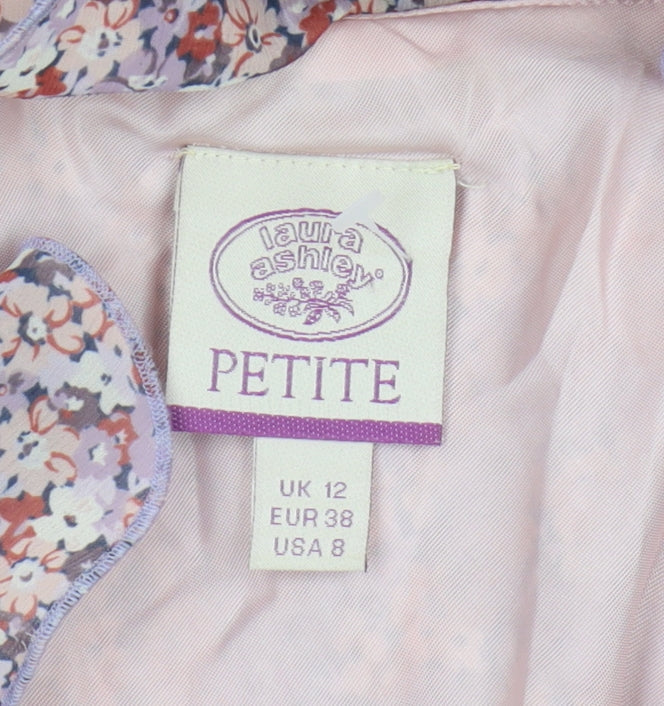 laura
ashley
PETITE
UK 12
EUR 38
USA 8